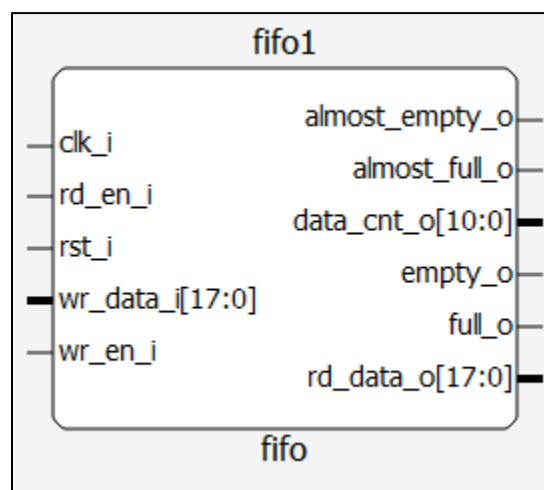 fifo1
clk_i
rd_en_i
rst_i
wr_data_i[17:0]
wr_en_i
almost_empty_o
almost_full_o
data_cnt_o[10:0]
empty_o
full_o
rd_data_o[17:0]
fifo